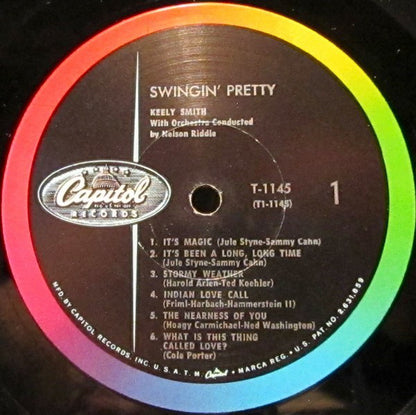 SWINGIN' PRETTY
KEELY SMITH
With Orchestra Conducted
by Nelson Riddle
Capitol
RECORDS
T-1145
(T1-1145)
1
1. IT'S MAGIC (Jule Styne-Sammy Cahn)
2. IT'S BEEN A LONG, LONG TIME
(Jule Styne-Sammy Cahn)
3. STORMY WEATHER
(Harold Arlen-Ted Koehler)
4. INDIAN LOVE CALL
(Friml-Harbach-Hammerstein II)
5. THE NEARNESS OF YOU
(Hoagy Carmichael-Ned Washington)
6. WHAT IS THIS THING
CALLED LOVE?
(Cole Porter)
MFD. BY CAPITOL RECORDS, INC. U.S.A. T.M. Capitol MARCA REG. • U.S. PAT. NO. 2,631,859